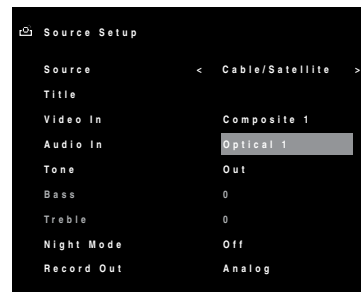 Source Setup
Source < Cable/Satellite >
Title
Video In Composite 1
Audio In Optical 1
Tone Out
Bass 0
Treble 0
Night Mode Off
Record Out Analog